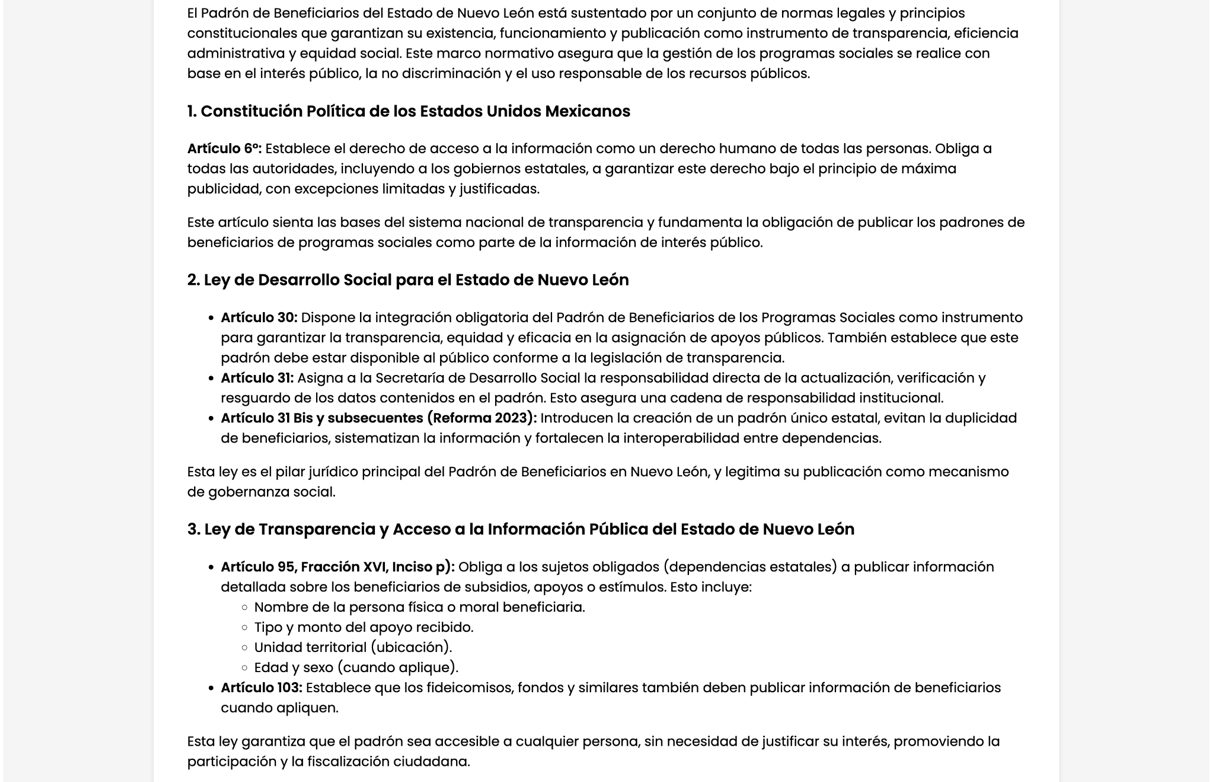 El Padrón de Beneficiarios del Estado de Nuevo León está sustentado por un conjunto de normas legales y principios
constitucionales que garantizan su existencia, funcionamiento y publicación como instrumento de transparencia, eficiencia
administrativa y equidad social. Este marco normativo asegura que la gestión de los programas sociales se realice con
base en el interés público, la no discriminación y el uso responsable de los recursos públicos.
1. Constitución Política de los Estados Unidos Mexicanos
Artículo 6º: Establece el derecho de acceso a la información como un derecho humano de todas las personas. Obliga a
todas las autoridades, incluyendo a los gobiernos estatales, a garantizar este derecho bajo el principio de máxima
publicidad, con excepciones limitadas y justificadas.
Este artículo sienta las bases del sistema nacional de transparencia y fundamenta la obligación de publicar los padrones de
beneficiarios de programas sociales como parte de la información de interés público.
2. Ley de Desarrollo Social para el Estado de Nuevo León
• Artículo 30: Dispone la integración obligatoria del Padrón de Beneficiarios de los Programas Sociales como instrumento
para garantizar la transparencia, equidad y eficacia en la asignación de apoyos públicos. También establece que este
padrón debe estar disponible al público conforme a la legislación de transparencia.
• Artículo 31: Asigna a la Secretaría de Desarrollo Social la responsabilidad directa de la actualización, verificación y
resguardo de los datos contenidos en el padrón. Esto asegura una cadena de responsabilidad institucional.
• Artículo 31 Bis y subsecuentes (Reforma 2023): Introducen la creación de un padrón único estatal, evitan la duplicidad
de beneficiarios, sistematizan la información y fortalecen la interoperabilidad entre dependencias.
Esta ley es el pilar jurídico principal del Padrón de Beneficiarios en Nuevo León, y legitima su publicación como mecanismo
de gobernanza social.
3. Ley de Transparencia y Acceso a la Información Pública del Estado de Nuevo León
• Artículo 95, Fracción XVI, Inciso p): Obliga a los sujetos obligados (dependencias estatales) a publicar información
detallada sobre los beneficiarios de subsidios, apoyos o estímulos. Esto incluye:
◦ Nombre de la persona física o moral beneficiaria.
◦ Tipo y monto del apoyo recibido.
◦ Unidad territorial (ubicación).
◦ Edad y sexo (cuando aplique).
• Artículo 103: Establece que los fideicomisos, fondos y similares también deben publicar información de beneficiarios
cuando apliquen.
Esta ley garantiza que el padrón sea accesible a cualquier persona, sin necesidad de justificar su interés, promoviendo la
participación y la fiscalización ciudadana.